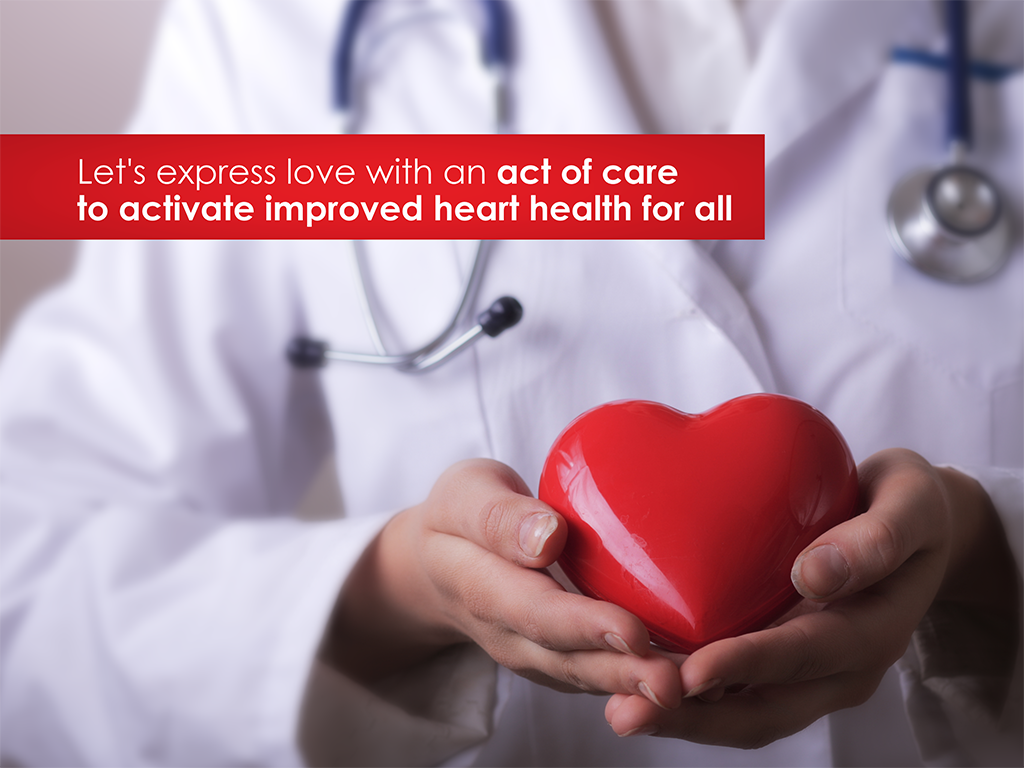 Let's express love with an act of care
to activate improved heart health for all